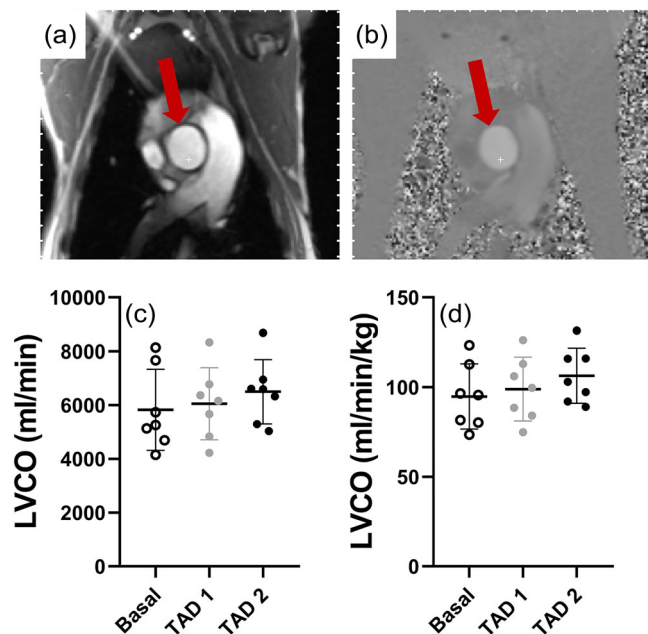 (a)
(b)
(c)
LVCO (ml/min)
10000
8000
6000
4000
2000
0
Basal
TAD 1
TAD 2
(d)
LVCO (ml/min/kg)
150
100
50
0
Basal
TAD 1
TAD 2